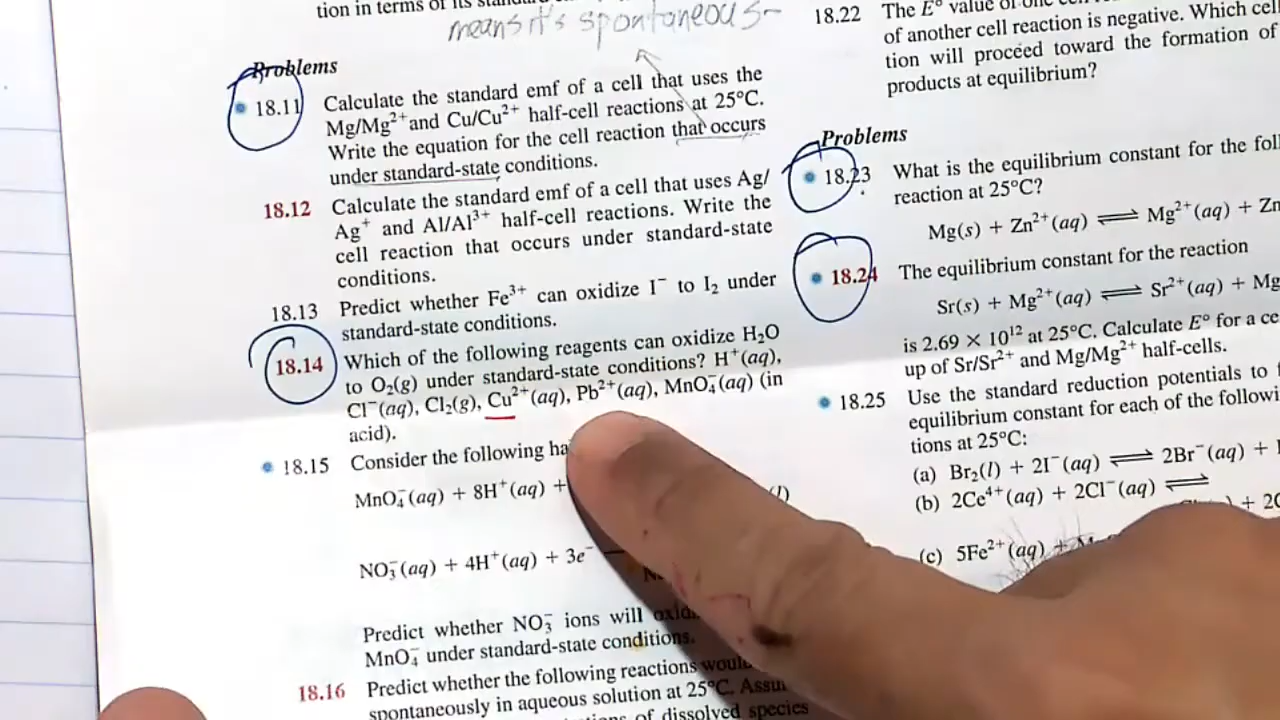 tion in terms of its
means it's spontaneous
Problems
18.11 Calculate the standard emf of a cell that uses the
Mg/Mg²⁺ and Cu/Cu²⁺ half-cell reactions at 25°C.
Write the equation for the cell reaction that occurs
under standard-state conditions.
18.12 Calculate the standard emf of a cell that uses Ag/
Ag⁺ and Al/Al³⁺ half-cell reactions. Write the
cell reaction that occurs under standard-state
conditions.
18.13 Predict whether Fe³⁺ can oxidize I⁻ to I₂ under
standard-state conditions.
18.14 Which of the following reagents can oxidize H₂O
to O₂(g) under standard-state conditions? H⁺(aq),
Cl⁻(aq), Cl₂(g), Cu²⁺(aq), Pb²⁺(aq), MnO₄⁻(aq) (in
acid).
18.15 Consider the following
MnO₄⁻(aq) + 8H⁺(aq) +
NO₃⁻(aq) + 4H⁺(aq) + 3e⁻
Predict whether NO₃⁻ ions will
MnO₄⁻ under standard-state conditions.
18.16 Predict whether the following reactions would
spontaneously in aqueous solution at 25°C.
of dissolved species
18.22 The E° value of one
of another cell reaction is negative. Which cell
tion will proceed toward the formation of
products at equilibrium?
Problems
18.23 What is the equilibrium constant for the
reaction at 25°C?
Mg(s) + Zn²⁺(aq) ⇌ Mg²⁺(aq) + Zn
18.24 The equilibrium constant for the reaction
Sr(s) + Mg²⁺(aq) ⇌ Sr²⁺(aq) + Mg
is 2.69 × 10¹² at 25°C. Calculate E° for a ce
up of Sr/Sr²⁺ and Mg/Mg²⁺ half-cells.
18.25 Use the standard reduction potentials to
equilibrium constant for each of the
tions at 25°C:
(a) Br₂(l) + 2I⁻(aq) ⇌ 2Br⁻(aq) +
(b) 2Ce⁴⁺(aq) + 2Cl⁻(aq) ⇌
(c) 5Fe²⁺(aq) +